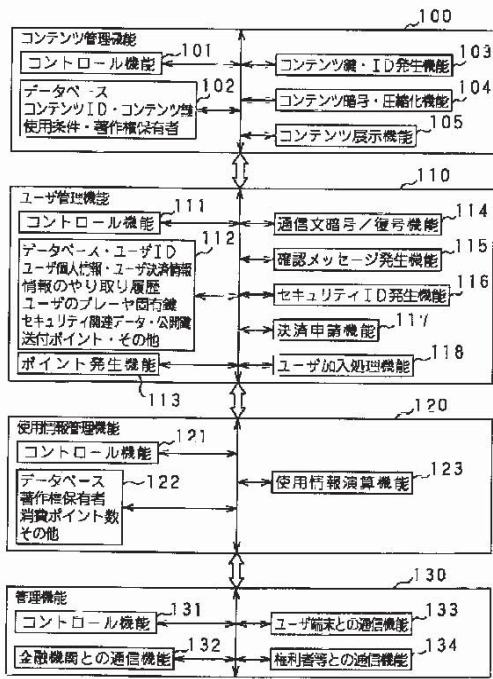 100
コンテンツ管理機能
コントロール機能 101
コンテンツ鍵・ID発生機能 103
データベース
コンテンツID・コンテンツ鍵
使用条件・著作権保有者
102
コンテンツ暗号・圧縮化機能 104
コンテンツ展示機能 105
110
ユーザ管理機能
コントロール機能 111
通信文暗号/復号機能 114
データベース・ユーザID
ユーザ個人情報・ユーザ決済情報
情報のやり取り履歴
ユーザのプレーヤ固有鍵
セキュリティ関連データ・公開鍵
送付ポイント・その他
112
確認メッセージ発生機能 115
セキュリティID発生機能 116
決済申請機能 117
ポイント発生機能 113
ユーザ加入処理機能 118
120
使用情報管理機能
コントロール機能 121
データベース
著作権保有者
消費ポイント数
その他
122
使用情報演算機能 123
130
管理機能
コントロール機能 131
ユーザ端末との通信機能 133
金融機関との通信機能 132
権利者等との通信機能 134